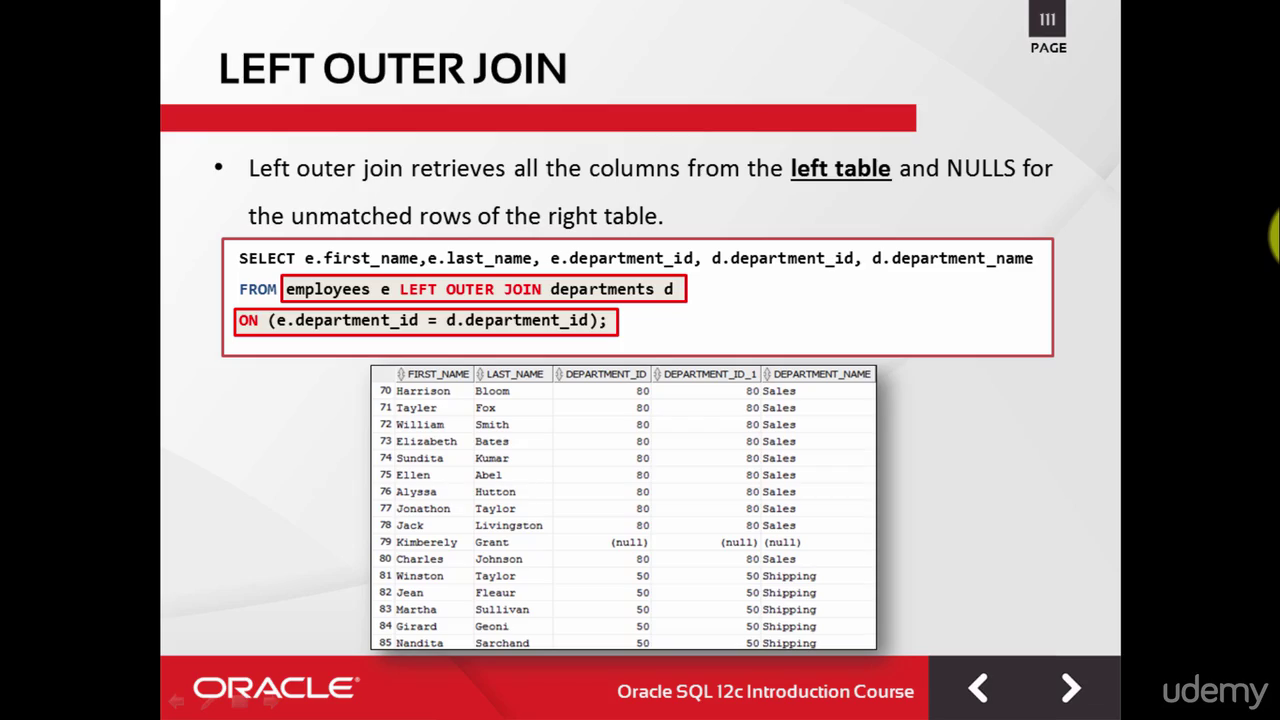 111
PAGE
LEFT OUTER JOIN
• Left outer join retrieves all the columns from the left table and NULLS for
the unmatched rows of the right table.
SELECT e.first_name,e.last_name, e.department_id, d.department_id, d.department_name
FROM employees e LEFT OUTER JOIN departments d
ON (e.department_id = d.department_id);
FIRST_NAME LAST_NAME DEPARTMENT_ID DEPARTMENT_ID_1 DEPARTMENT_NAME
70 Harrison Bloom 80 80 Sales
71 Tayler Fox 80 80 Sales
72 William Smith 80 80 Sales
73 Elizabeth Bates 80 80 Sales
74 Sundita Kumar 80 80 Sales
75 Ellen Abel 80 80 Sales
76 Alyssa Hutton 80 80 Sales
77 Jonathon Taylor 80 80 Sales
78 Jack Livingston 80 80 Sales
79 Kimberely Grant (null) (null) (null)
80 Charles Johnson 80 80 Sales
81 Winston Taylor 50 50 Shipping
82 Jean Fleaur 50 50 Shipping
83 Martha Sullivan 50 50 Shipping
84 Girard Geoni 50 50 Shipping
85 Nandita Sarchand 50 50 Shipping
ORACLE®
Oracle SQL 12c Introduction Course
udemy